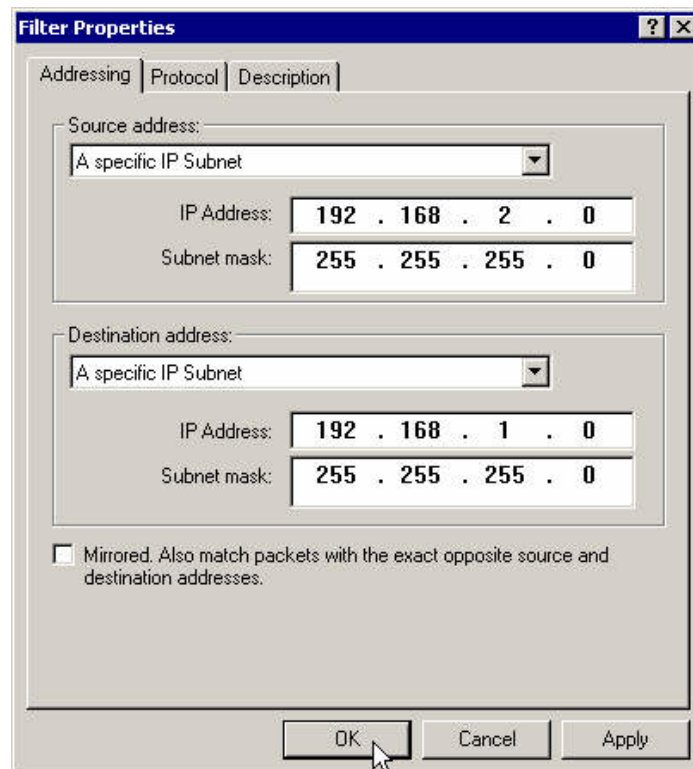 Filter Properties
Addressing Protocol Description
Source address:
A specific IP Subnet
IP Address: 192 . 168 . 2 . 0
Subnet mask: 255 . 255 . 255 . 0
Destination address:
A specific IP Subnet
IP Address: 192 . 168 . 1 . 0
Subnet mask: 255 . 255 . 255 . 0
Mirrored. Also match packets with the exact opposite source and
destination addresses.
OK Cancel Apply